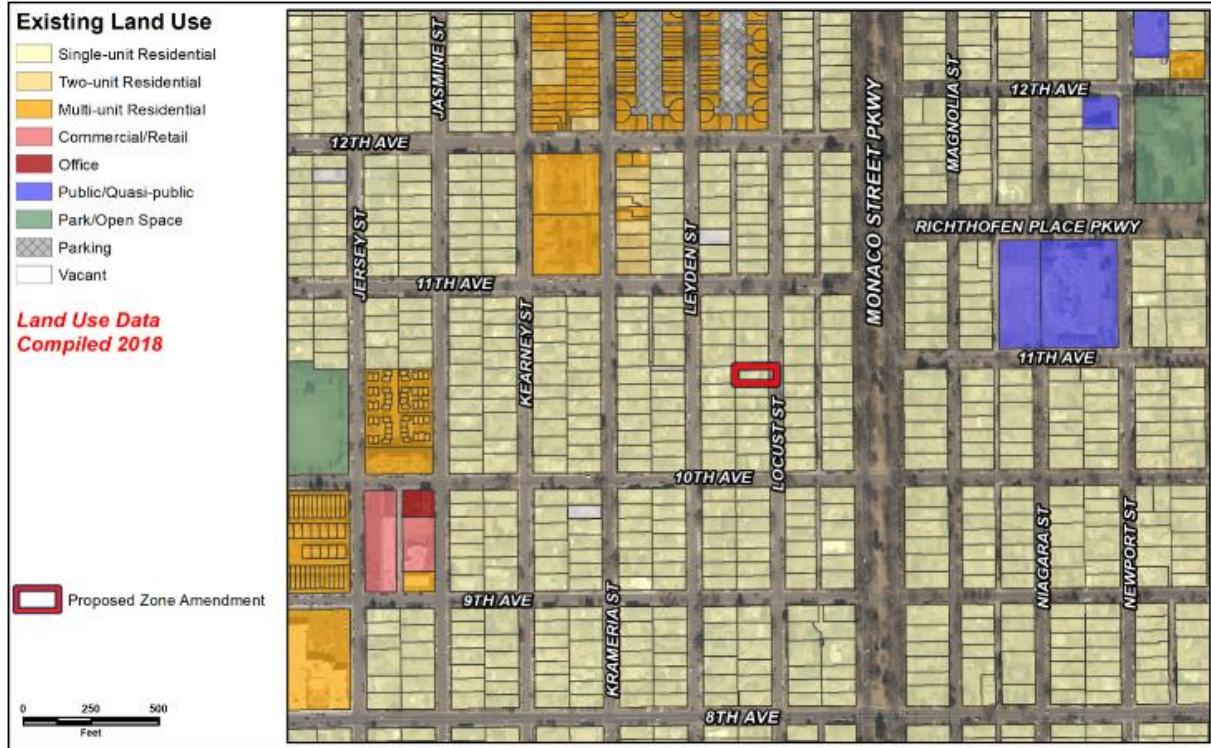 Existing Land Use
Single-unit Residential
Two-unit Residential
Multi-unit Residential
Commercial/Retail
Office
Public/Quasi-public
Park/Open Space
Parking
Vacant
Land Use Data
Compiled 2018
Proposed Zone Amendment
0 250 500
Feet
JASMINE ST
12TH AVE
MAGNOLIA ST
12TH AVE
MONACO STREET PKWY
RICHTHOFEN PLACE PKWY
JERSEY ST
LEYDEN ST
11TH AVE
KEARNEY ST
11TH AVE
LOCUST ST
10TH AVE
NIAGARA ST
NEWPORT ST
9TH AVE
KRAMERIA ST
8TH AVE